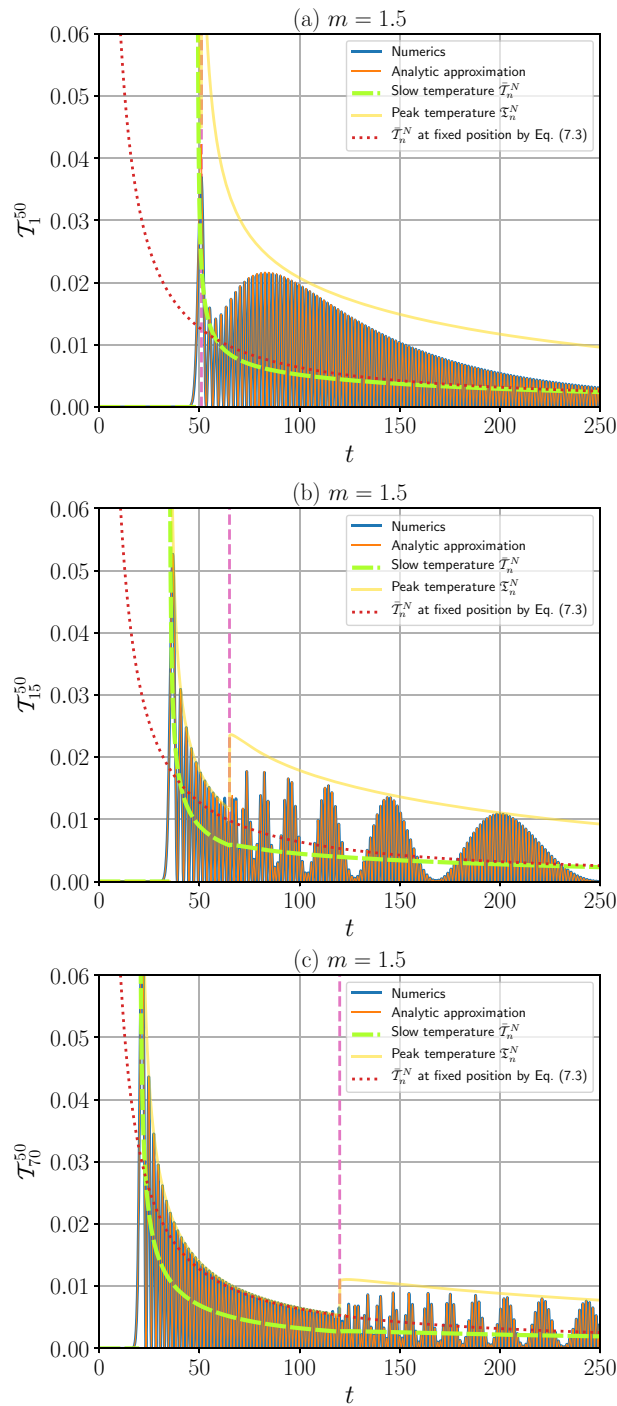 (a) m = 1.5
0.06
0.05
0.04
0.03
0.02
0.01
0.00
𝒯₁⁵⁰
Numerics
Analytic approximation
Slow temperature 𝒯̄ₙᴺ
Peak temperature 𝔗ₙᴺ
𝒯̄ₙᴺ at fixed position by Eq. (7.3)
0 50 100 150 200 250
t
(b) m = 1.5
0.06
0.05
0.04
0.03
0.02
0.01
0.00
𝒯₁₅⁵⁰
Numerics
Analytic approximation
Slow temperature 𝒯̄ₙᴺ
Peak temperature 𝔗ₙᴺ
𝒯̄ₙᴺ at fixed position by Eq. (7.3)
0 50 100 150 200 250
t
(c) m = 1.5
0.06
0.05
0.04
0.03
0.02
0.01
0.00
𝒯₇₀⁵⁰
Numerics
Analytic approximation
Slow temperature 𝒯̄ₙᴺ
Peak temperature 𝔗ₙᴺ
𝒯̄ₙᴺ at fixed position by Eq. (7.3)
0 50 100 150 200 250
t